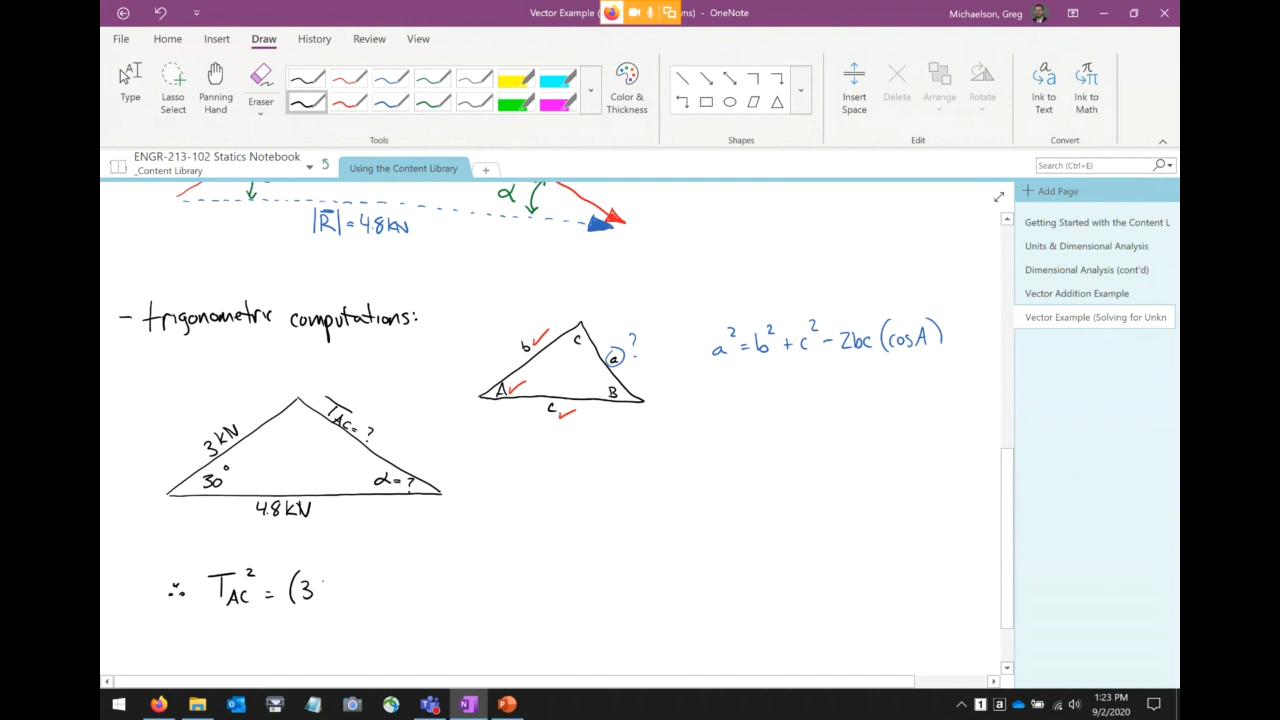 Vector Example (
ns) - OneNote
Michaelson, Greg
File Home Insert Draw History Review View
Type
Lasso Select
Panning Hand
Eraser
Color & Thickness
Insert Space
Delete
Arrange
Rotate
Ink to Text
Ink to Math
Tools
Shapes
Edit
Convert
ENGR-213-102 Statics Notebook
_Content Library
Using the Content Library
+
Search (Ctrl+E)
Add Page
Getting Started with the Content L
Units & Dimensional Analysis
Dimensional Analysis (cont'd)
Vector Addition Example
Vector Example (Solving for Unkn
α
|R̄| = 4.8 kN
- trigonometric computations:
b
C
a
?
A
B
c
a² = b² + c² - 2bc (cosA)
3 kN
T_AC = ?
30°
α = ?
4.8 kN
∴ T_AC² = (3
1:23 PM
9/2/2020